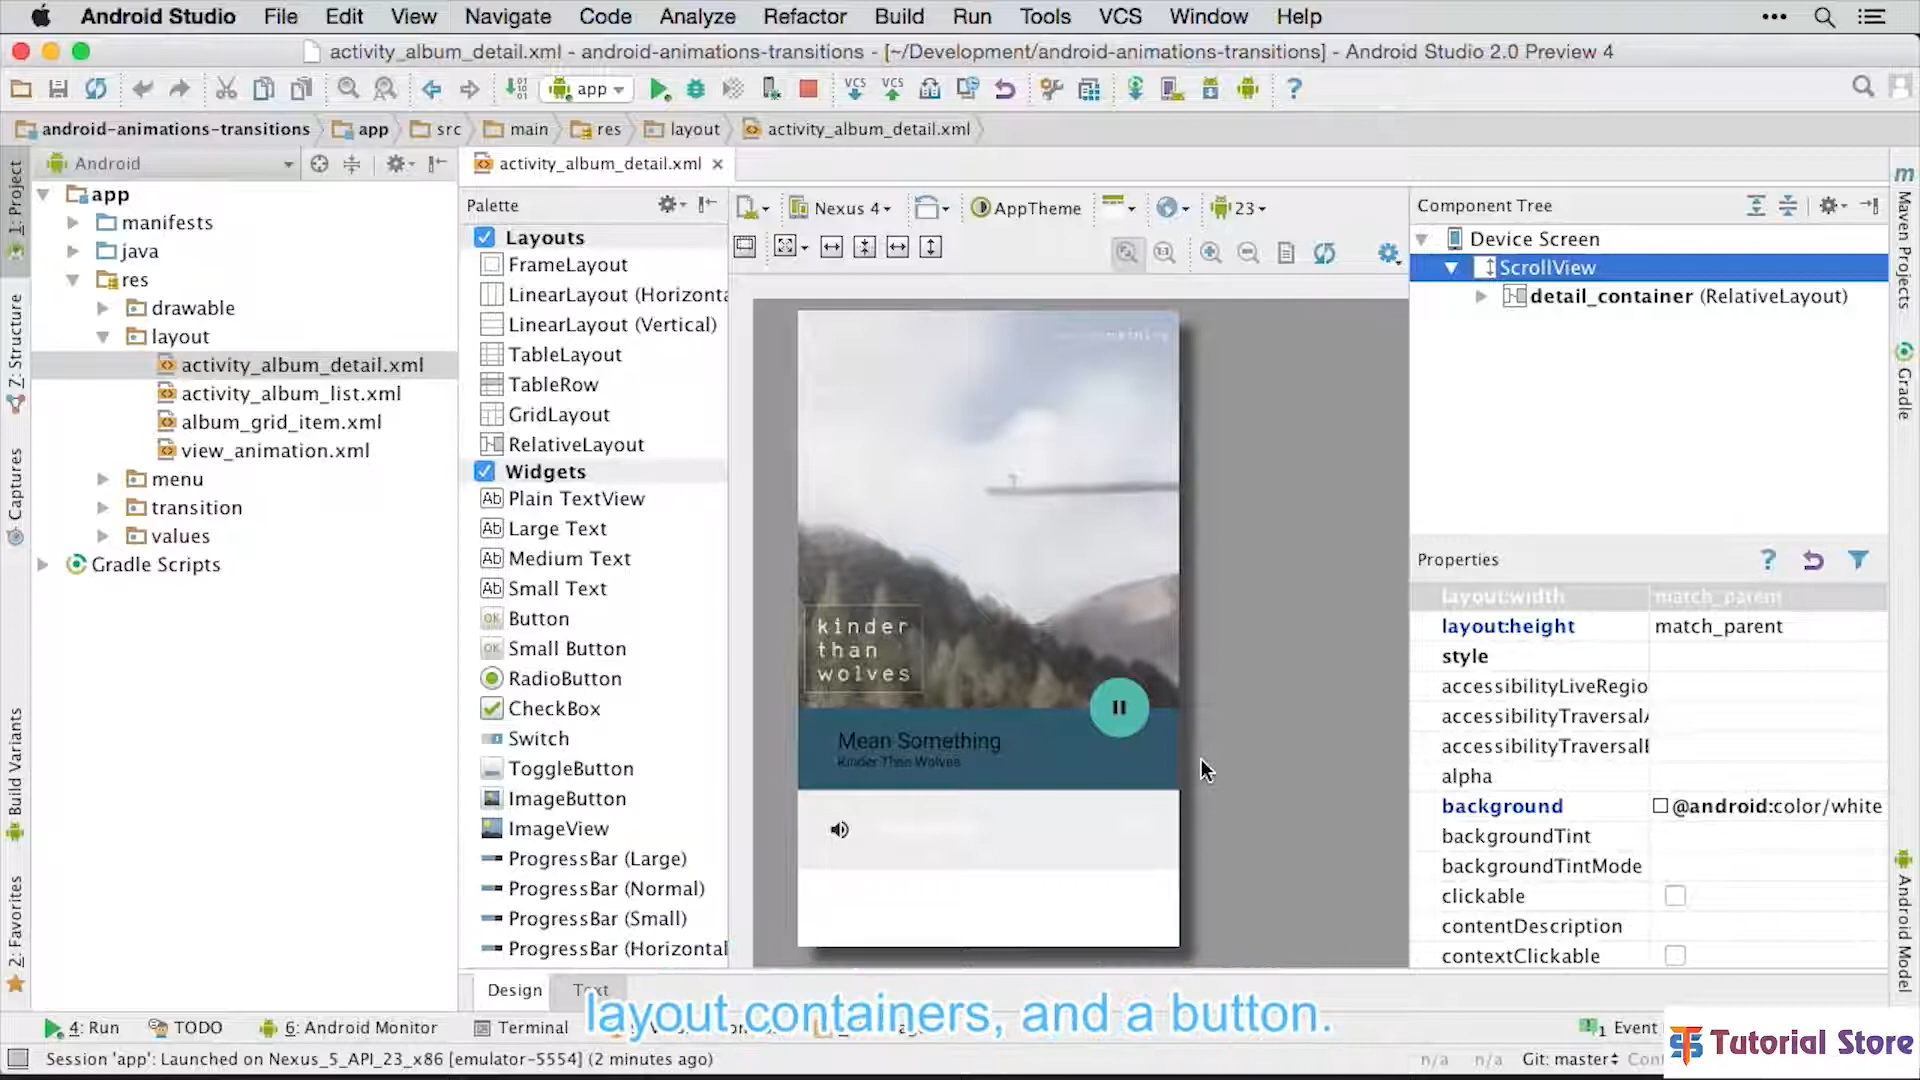 Android Studio File Edit View Navigate Code Analyze Refactor Build Run Tools VCS Window Help
activity_album_detail.xml - android-animations-transitions - [~/Development/android-animations-transitions] - Android Studio 2.0 Preview 4
app
VCS VCS
android-animations-transitions app src main res layout activity_album_detail.xml
Android
activity_album_detail.xml
1: Project
Z: Structure
Captures
Build Variants
2: Favorites
app
manifests
java
res
drawable
layout
activity_album_detail.xml
activity_album_list.xml
album_grid_item.xml
view_animation.xml
menu
transition
values
Gradle Scripts
Palette
Layouts
FrameLayout
LinearLayout (Horizonta
LinearLayout (Vertical)
TableLayout
TableRow
GridLayout
RelativeLayout
Widgets
Plain TextView
Large Text
Medium Text
Small Text
Button
Small Button
RadioButton
CheckBox
Switch
ToggleButton
ImageButton
ImageView
ProgressBar (Large)
ProgressBar (Normal)
ProgressBar (Small)
ProgressBar (Horizontal
Nexus 4 AppTheme 23
kinder
than
wolves
Mean Something
Kinder Than Wolves
Component Tree
Device Screen
ScrollView
detail_container (RelativeLayout)
Properties
layout:width match_parent
layout:height match_parent
style
accessibilityLiveRegio
accessibilityTraversalA
accessibilityTraversalB
alpha
background @android:color/white
backgroundTint
backgroundTintMode
clickable
contentDescription
contextClickable
m
Maven Projects
Gradle
Android Model
Design Text
layout containers, and a button.
4: Run TODO 6: Android Monitor Terminal
1 Event
Session 'app': Launched on Nexus_5_API_23_x86 [emulator-5554] (2 minutes ago)
n/a n/a Git: master Con
Tutorial Store